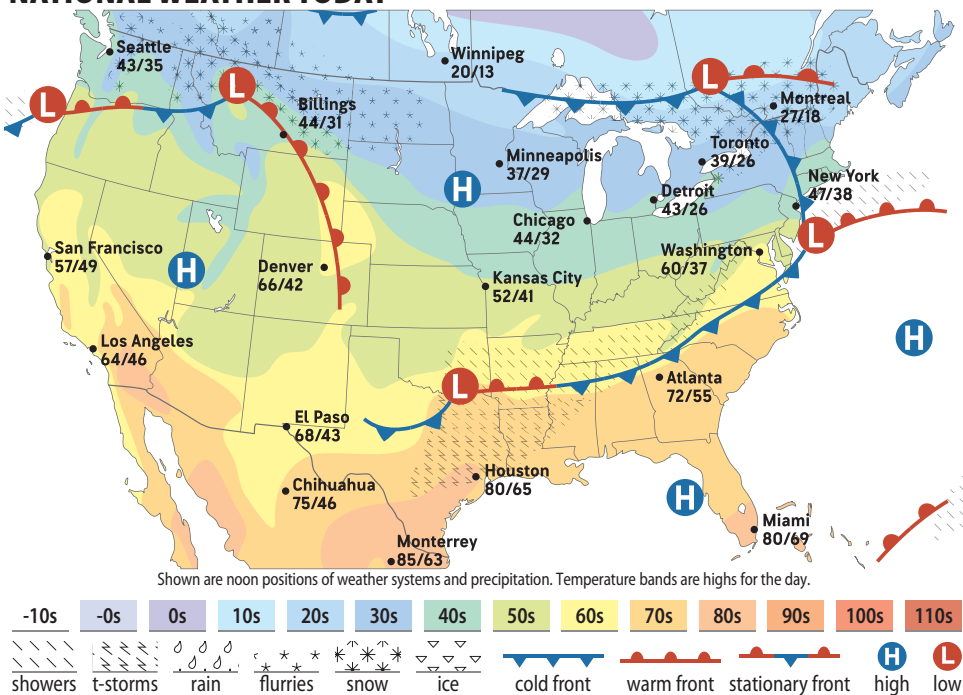 NATIONAL WEATHER TODAY
Seattle
43/35
Winnipeg
20/13
L
L
L
Billings
44/31
Montreal
27/18
Toronto
39/26
Minneapolis
37/29
H
New York
47/38
Detroit
43/26
Chicago
44/32
L
San Francisco
57/49
H
Denver
66/42
Washington
60/37
Kansas City
52/41
H
Los Angeles
64/46
L
Atlanta
72/55
El Paso
68/43
Houston
80/65
Chihuahua
75/46
H
Miami
80/69
Monterrey
85/63
Shown are noon positions of weather systems and precipitation. Temperature bands are highs for the day.
-10s -0s 0s 10s 20s 30s 40s 50s 60s 70s 80s 90s 100s 110s
H L
showers t-storms rain flurries snow ice cold front warm front stationary front high low